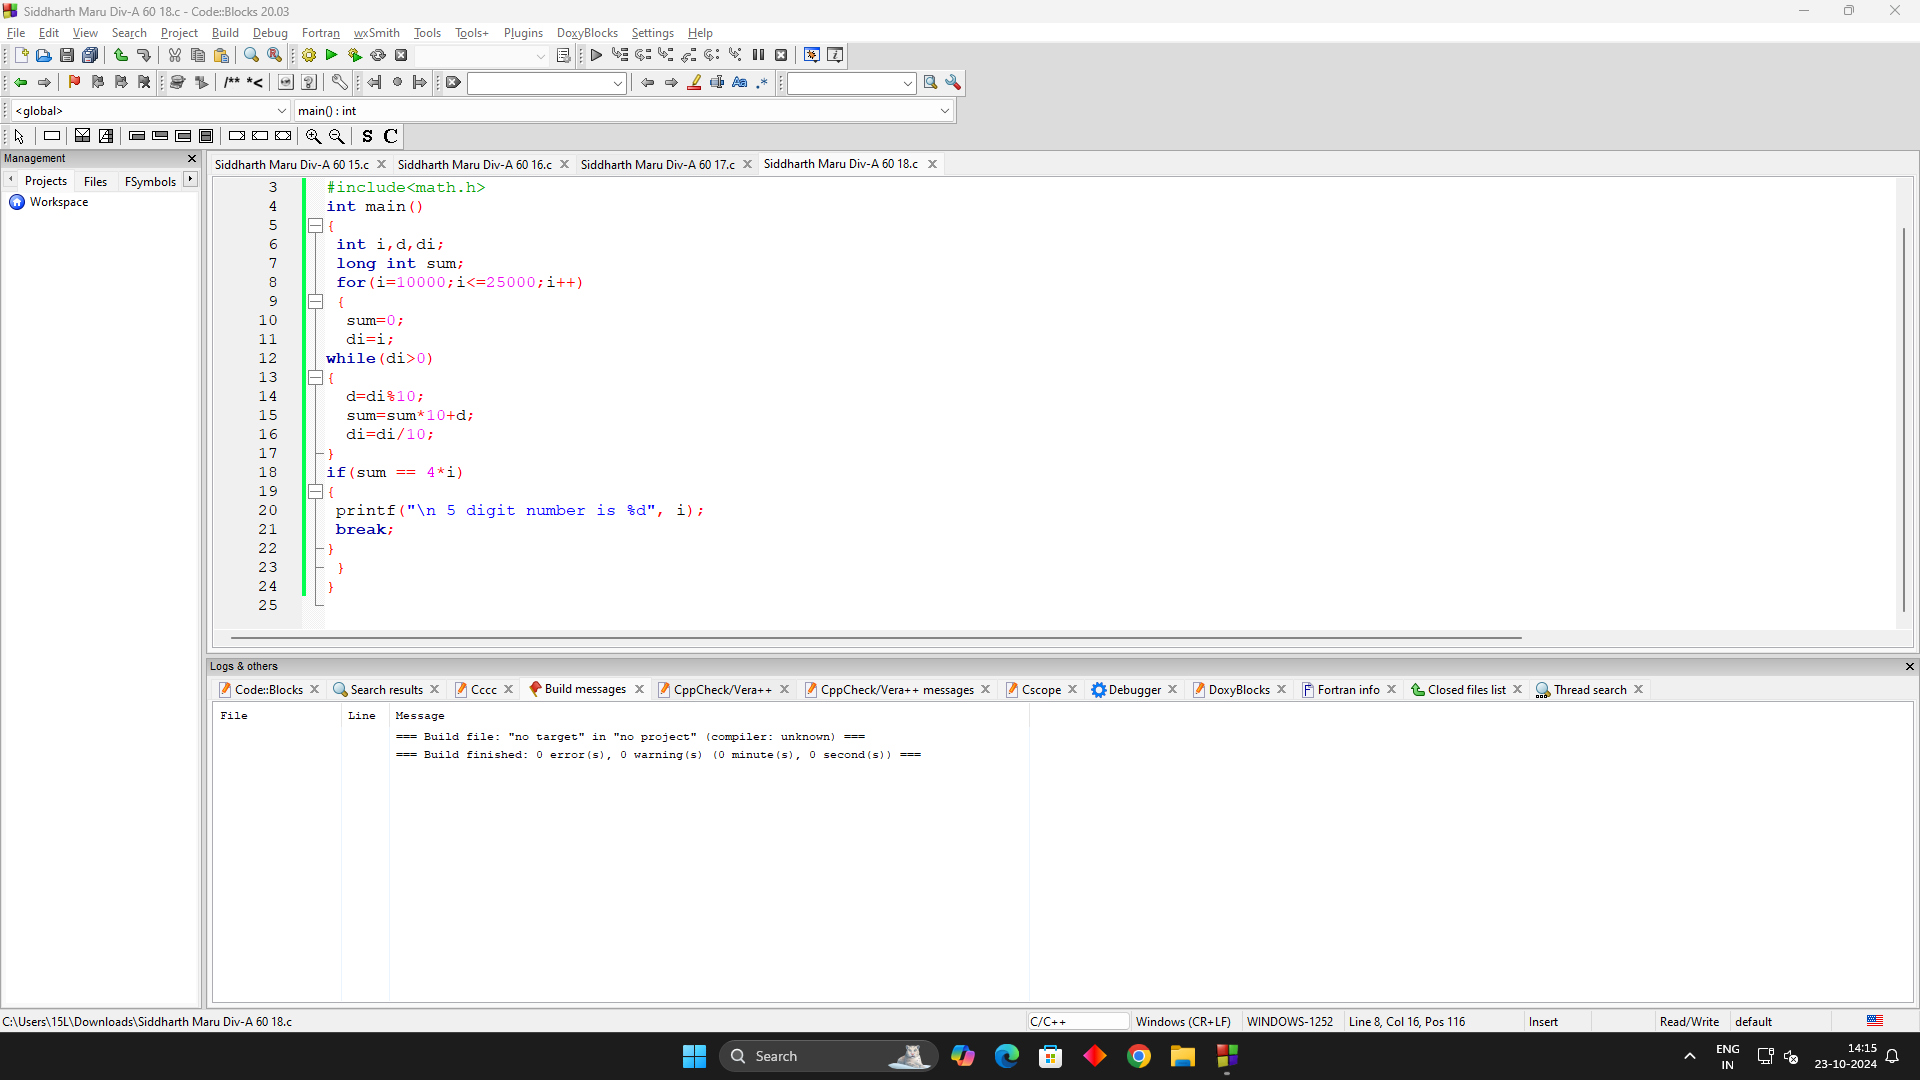 Siddharth Maru Div-A 60 18.c - Code::Blocks 20.03
File Edit View Search Project Build Debug Fortran wxSmith Tools Tools+ Plugins DoxyBlocks Settings Help
/** *< Aa .*
<global> main() : int
S C
Management
Siddharth Maru Div-A 60 15.c Siddharth Maru Div-A 60 16.c Siddharth Maru Div-A 60 17.c Siddharth Maru Div-A 60 18.c
Projects Files FSymbols
Workspace
3 #include<math.h>
4 int main()
5 {
6 int i,d,di;
7 long int sum;
8 for(i=10000;i<=25000;i++)
9 {
10 sum=0;
11 di=i;
12 while(di>0)
13 {
14 d=di%10;
15 sum=sum*10+d;
16 di=di/10;
17 }
18 if(sum == 4*i)
19 {
20 printf("\n 5 digit number is %d", i);
21 break;
22 }
23 }
24 }
25
Logs & others
Code::Blocks Search results Cccc Build messages CppCheck/Vera++ CppCheck/Vera++ messages Cscope Debugger DoxyBlocks Fortran info Closed files list Thread search
File Line Message
=== Build file: "no target" in "no project" (compiler: unknown) ===
=== Build finished: 0 error(s), 0 warning(s) (0 minute(s), 0 second(s)) ===
C:\Users\15L\Downloads\Siddharth Maru Div-A 60 18.c C/C++ Windows (CR+LF) WINDOWS-1252 Line 8, Col 16, Pos 116 Insert Read/Write default
Search
ENG
IN
14:15
23-10-2024